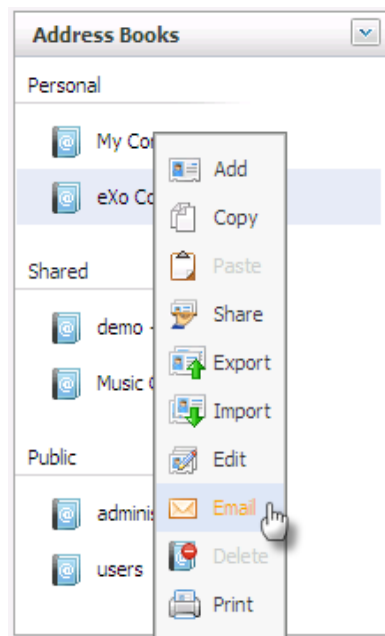 Address Books
Personal
My Co
eXo Co
Shared
demo -
Music
Public
adminis
users
Add
Copy
Paste
Share
Export
Import
Edit
Email
Delete
Print